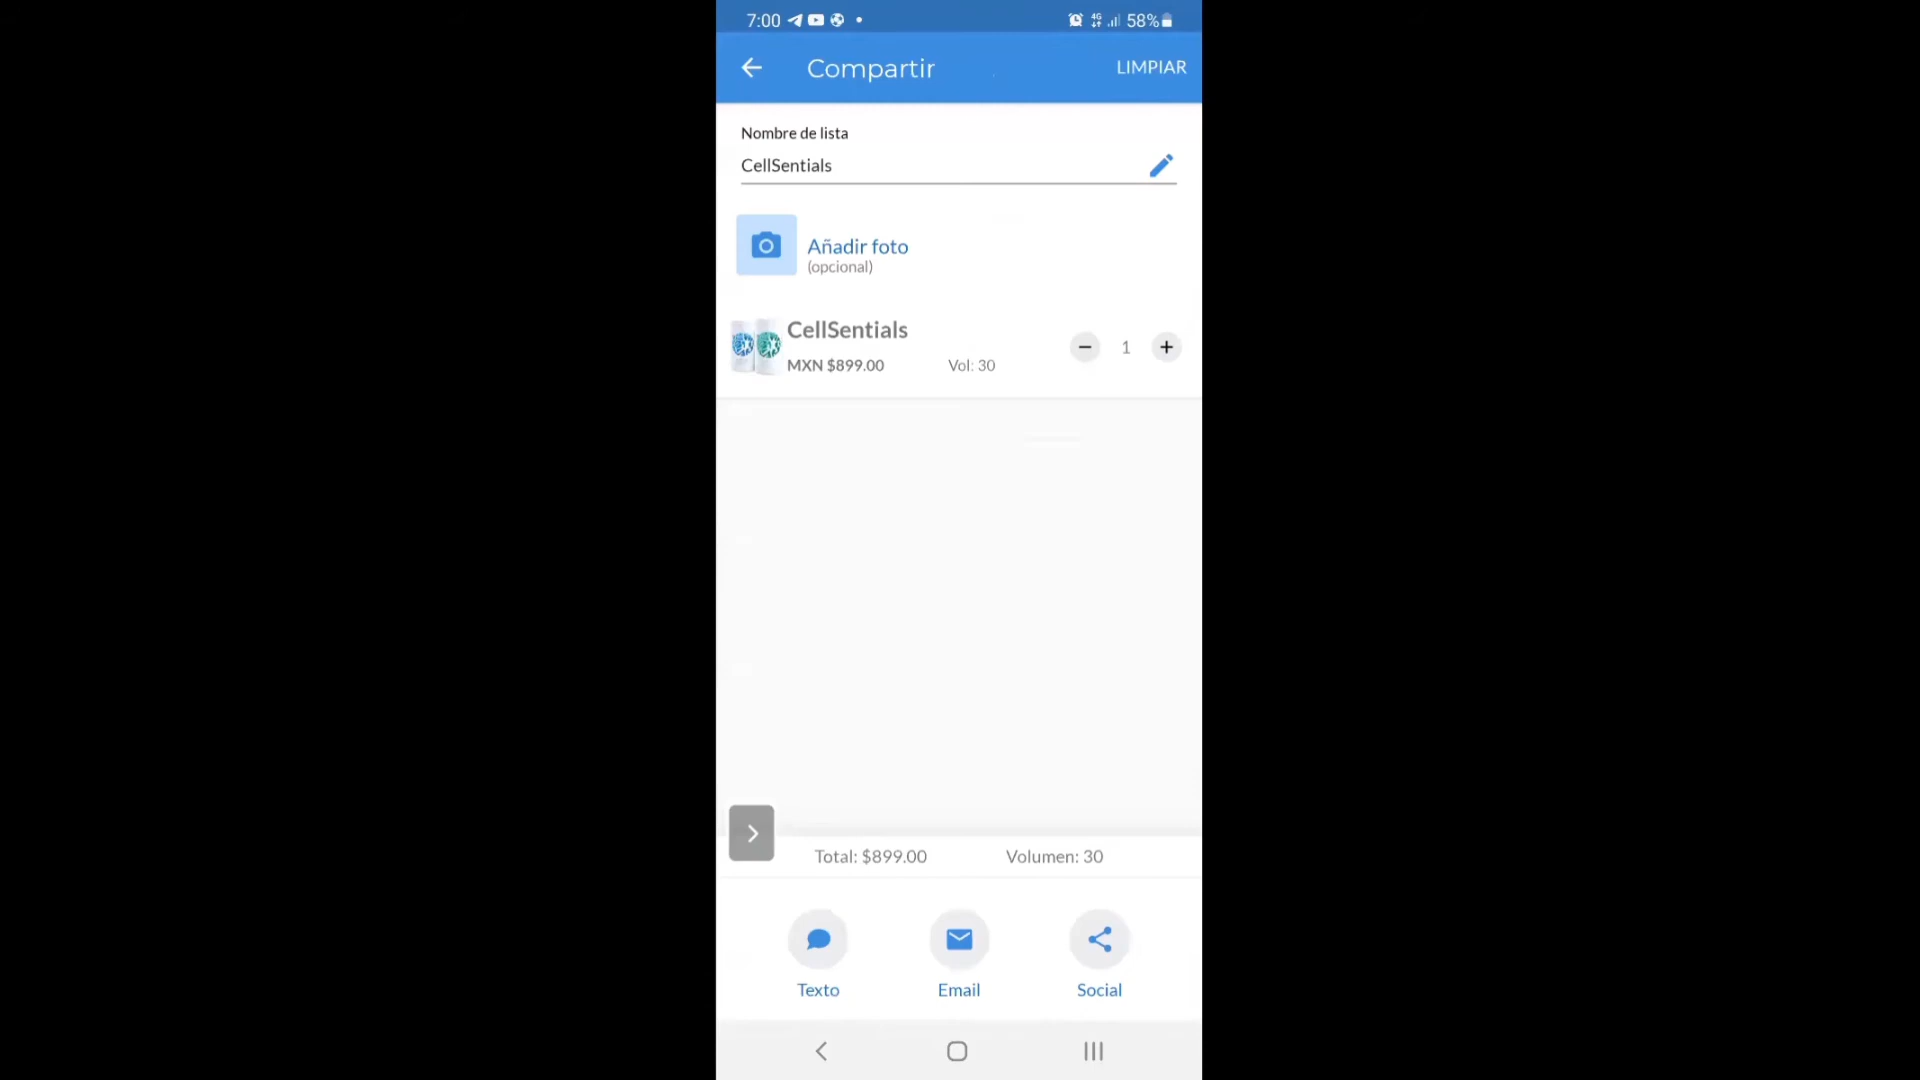 7:00
4G
58%
Compartir
LIMPIAR
Nombre de lista
CellSentials
Añadir foto
(opcional)
CellSentials
MXN $899.00
Vol: 30
1
Total: $899.00
Volumen: 30
Texto
Email
Social